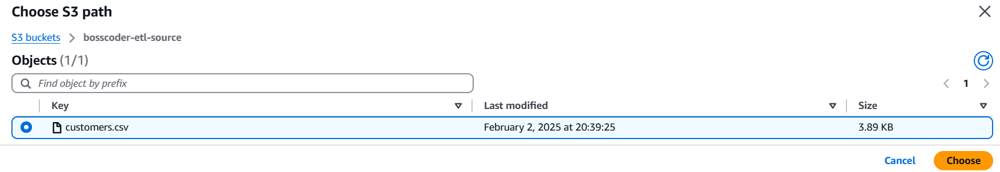 Choose S3 path
S3 buckets > bosscoder-etl-source
Objects (1/1)
Find object by prefix
1
Key Last modified Size
customers.csv February 2, 2025 at 20:39:25 3.89 KB
Cancel Choose